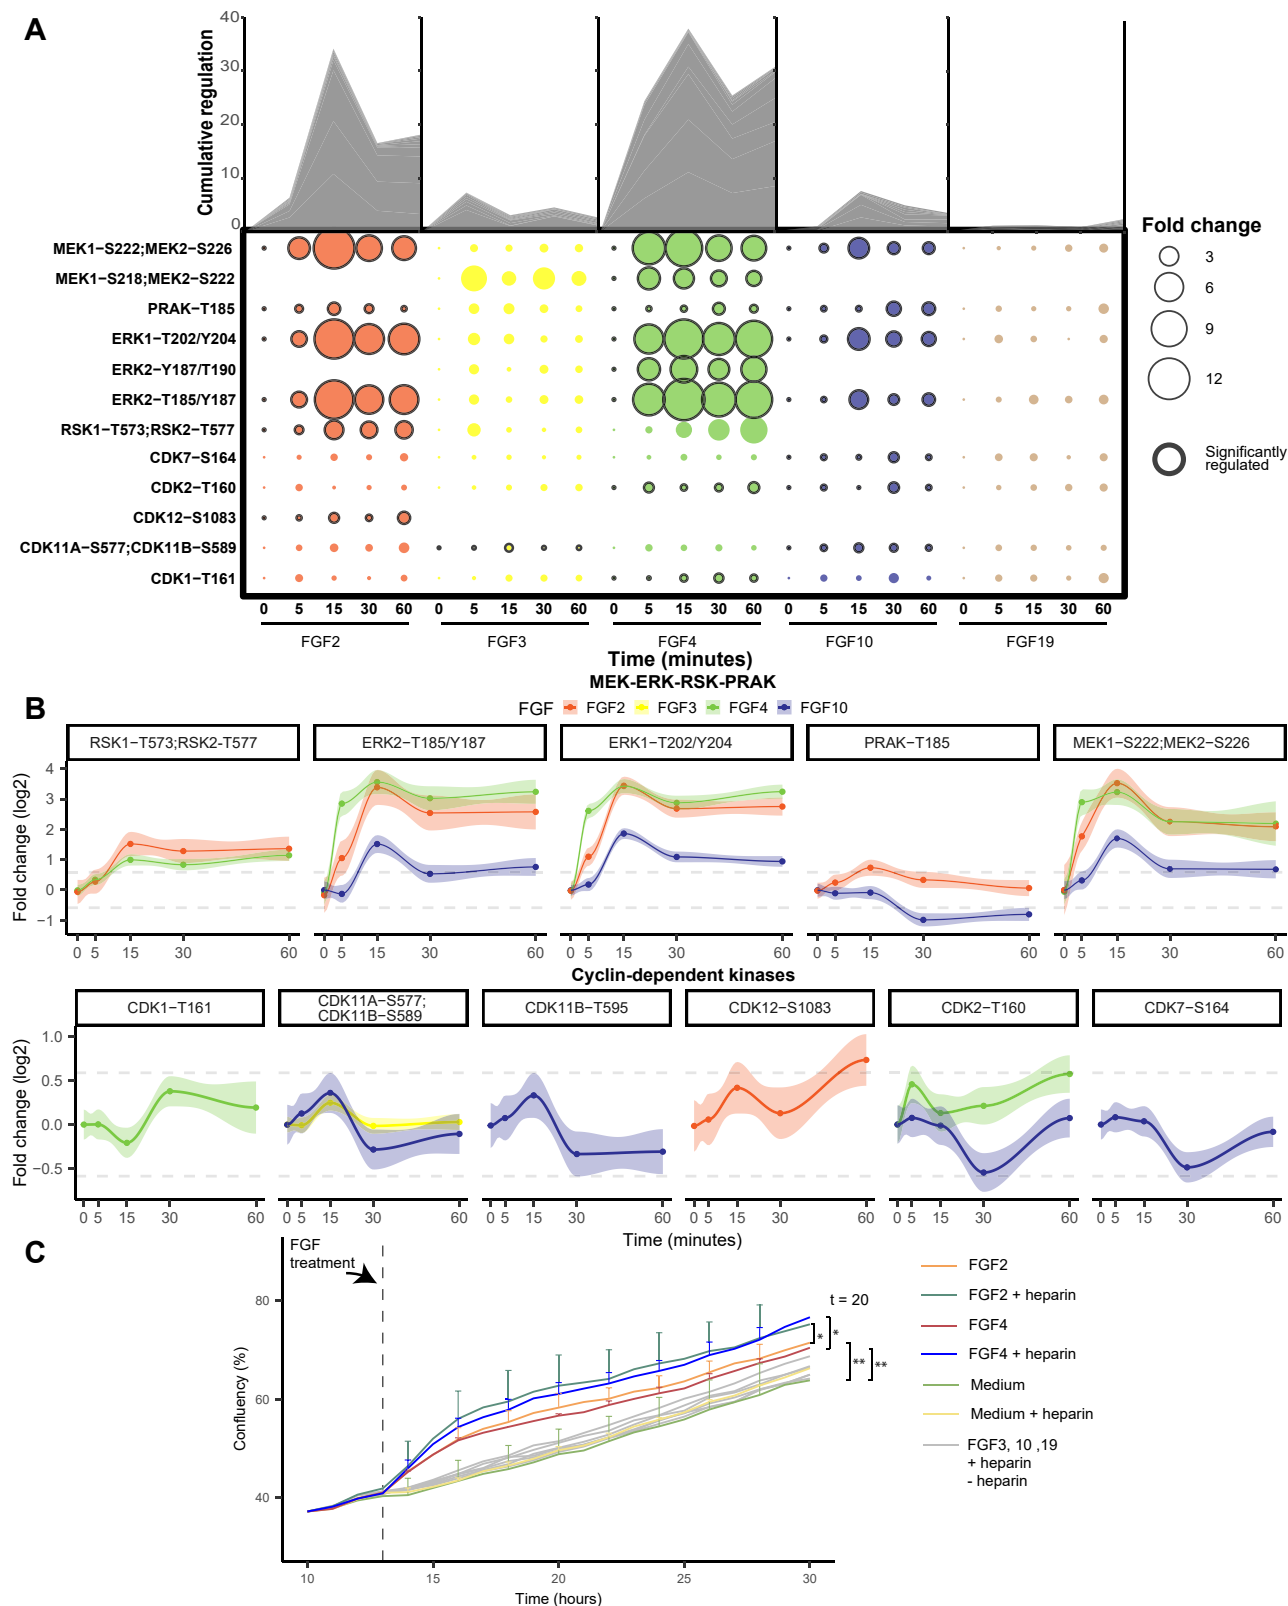 A
Cumulative regulation
40
30
20
10
0
MEK1−S222;MEK2−S226
MEK1−S218;MEK2−S222
PRAK−T185
ERK1−T202/Y204
ERK2−Y187/T190
ERK2−T185/Y187
RSK1−T573;RSK2−T577
CDK7−S164
CDK2−T160
CDK12−S1083
CDK11A−S577;CDK11B−S589
CDK1−T161
Fold change
3
6
9
12
Significantly
regulated
0 5 15 30 60 0 5 15 30 60 0 5 15 30 60 0 5 15 30 60 0 5 15 30 60
FGF2 FGF3 FGF4 FGF10 FGF19
Time (minutes)
MEK-ERK-RSK-PRAK
B
FGF FGF2 FGF3 FGF4 FGF10
RSK1−T573;RSK2-T577 ERK2−T185/Y187 ERK1−T202/Y204 PRAK−T185 MEK1−S222;MEK2−S226
Fold change (log2)
4
3
2
1
0
−1
0 5 15 30 60 0 5 15 30 60 0 5 15 30 60 0 5 15 30 60 0 5 15 30 60
Cyclin-dependent kinases
CDK1−T161 CDK11A−S577; CDK11B−T595 CDK12−S1083 CDK2−T160 CDK7−S164
CDK11B−S589
Fold change (log2)
1.0
0.5
0.0
−0.5
0 5 15 30 60 0 5 15 30 60 0 5 15 30 60 0 5 15 30 60 0 5 15 30 60 0 5 15 30 60
Time (minutes)
C
FGF
treatment
t = 20
* *
** **
Confluency (%)
80
60
40
10 15 20 25 30
Time (hours)
FGF2
FGF2 + heparin
FGF4
FGF4 + heparin
Medium
Medium + heparin
FGF3, 10 ,19
+ heparin
- heparin